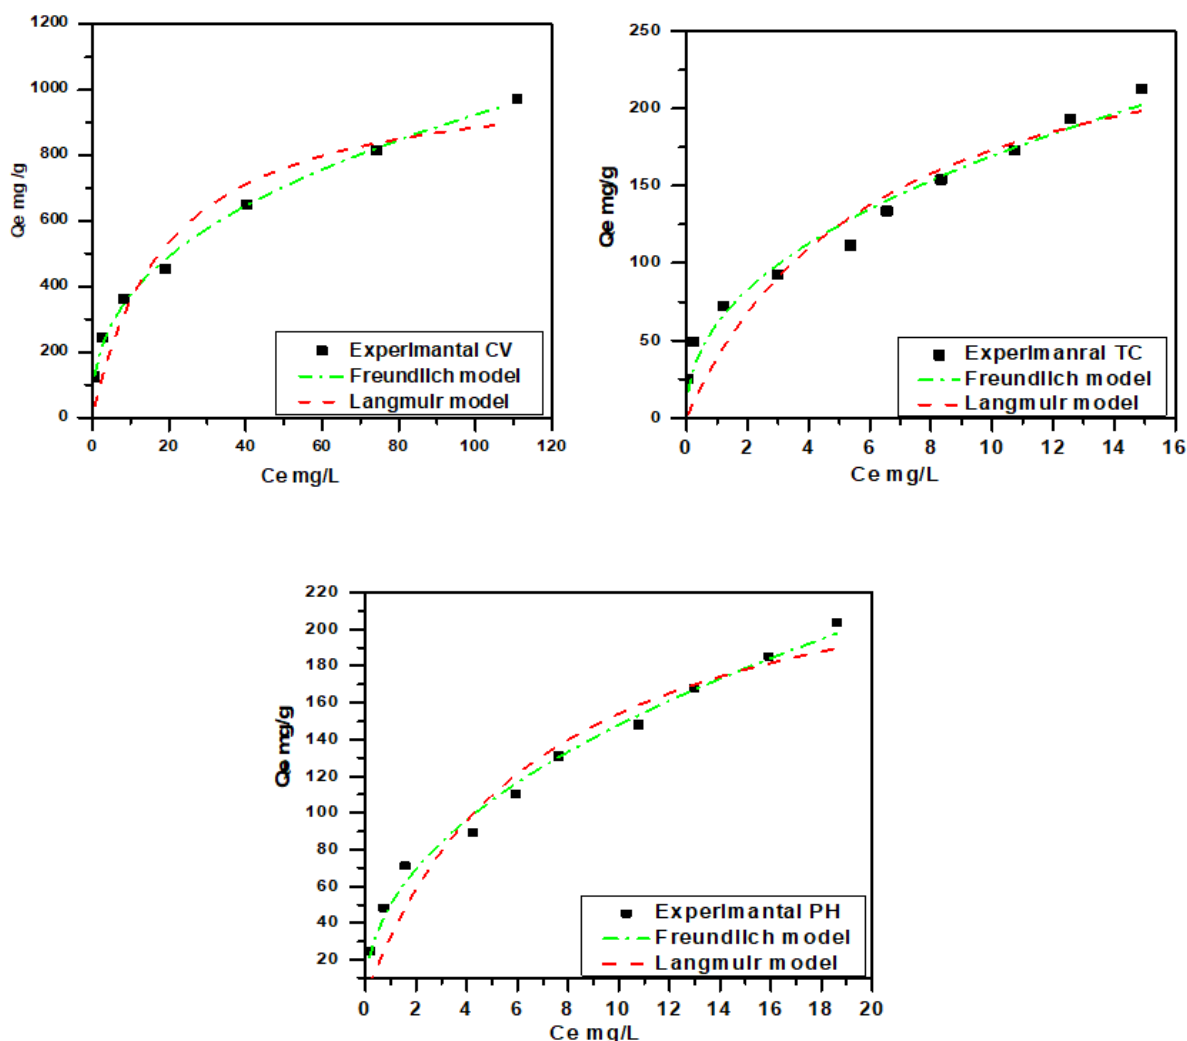 1200
1000
800
600
400
200
0
Qe mg/g
0 20 40 60 80 100 120
Ce mg/L
Experimantal CV
Freundlich model
Langmuir model
250
200
150
100
50
0
Qe mg/g
0 2 4 6 8 10 12 14 16
Ce mg/L
Experimanral TC
Freundlich model
Langmuir model
220
200
180
160
140
120
100
80
60
40
20
Qe mg/g
0 2 4 6 8 10 12 14 16 18 20
Ce mg/L
Experimantal PH
Freundlich model
Langmuir model